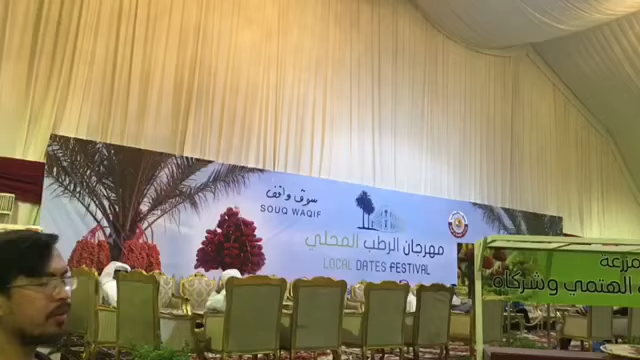 سوق واقف
SOUQ WAQIF
مهرجان الرطب المحلي
LOCAL DATES FESTIVAL
مزرعة
الهتمي وشركاه